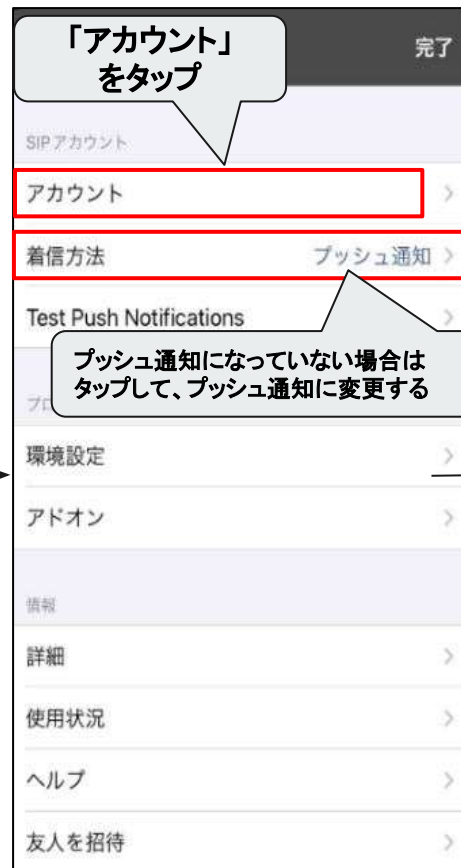 「アカウント」
をタップ
完了
SIPアカウント
アカウント
着信方法
プッシュ通知
Test Push Notifications
プッシュ通知になっていない場合は
タップして、プッシュ通知に変更する
環境設定
アドオン
情報
詳細
使用状況
ヘルプ
友人を招待